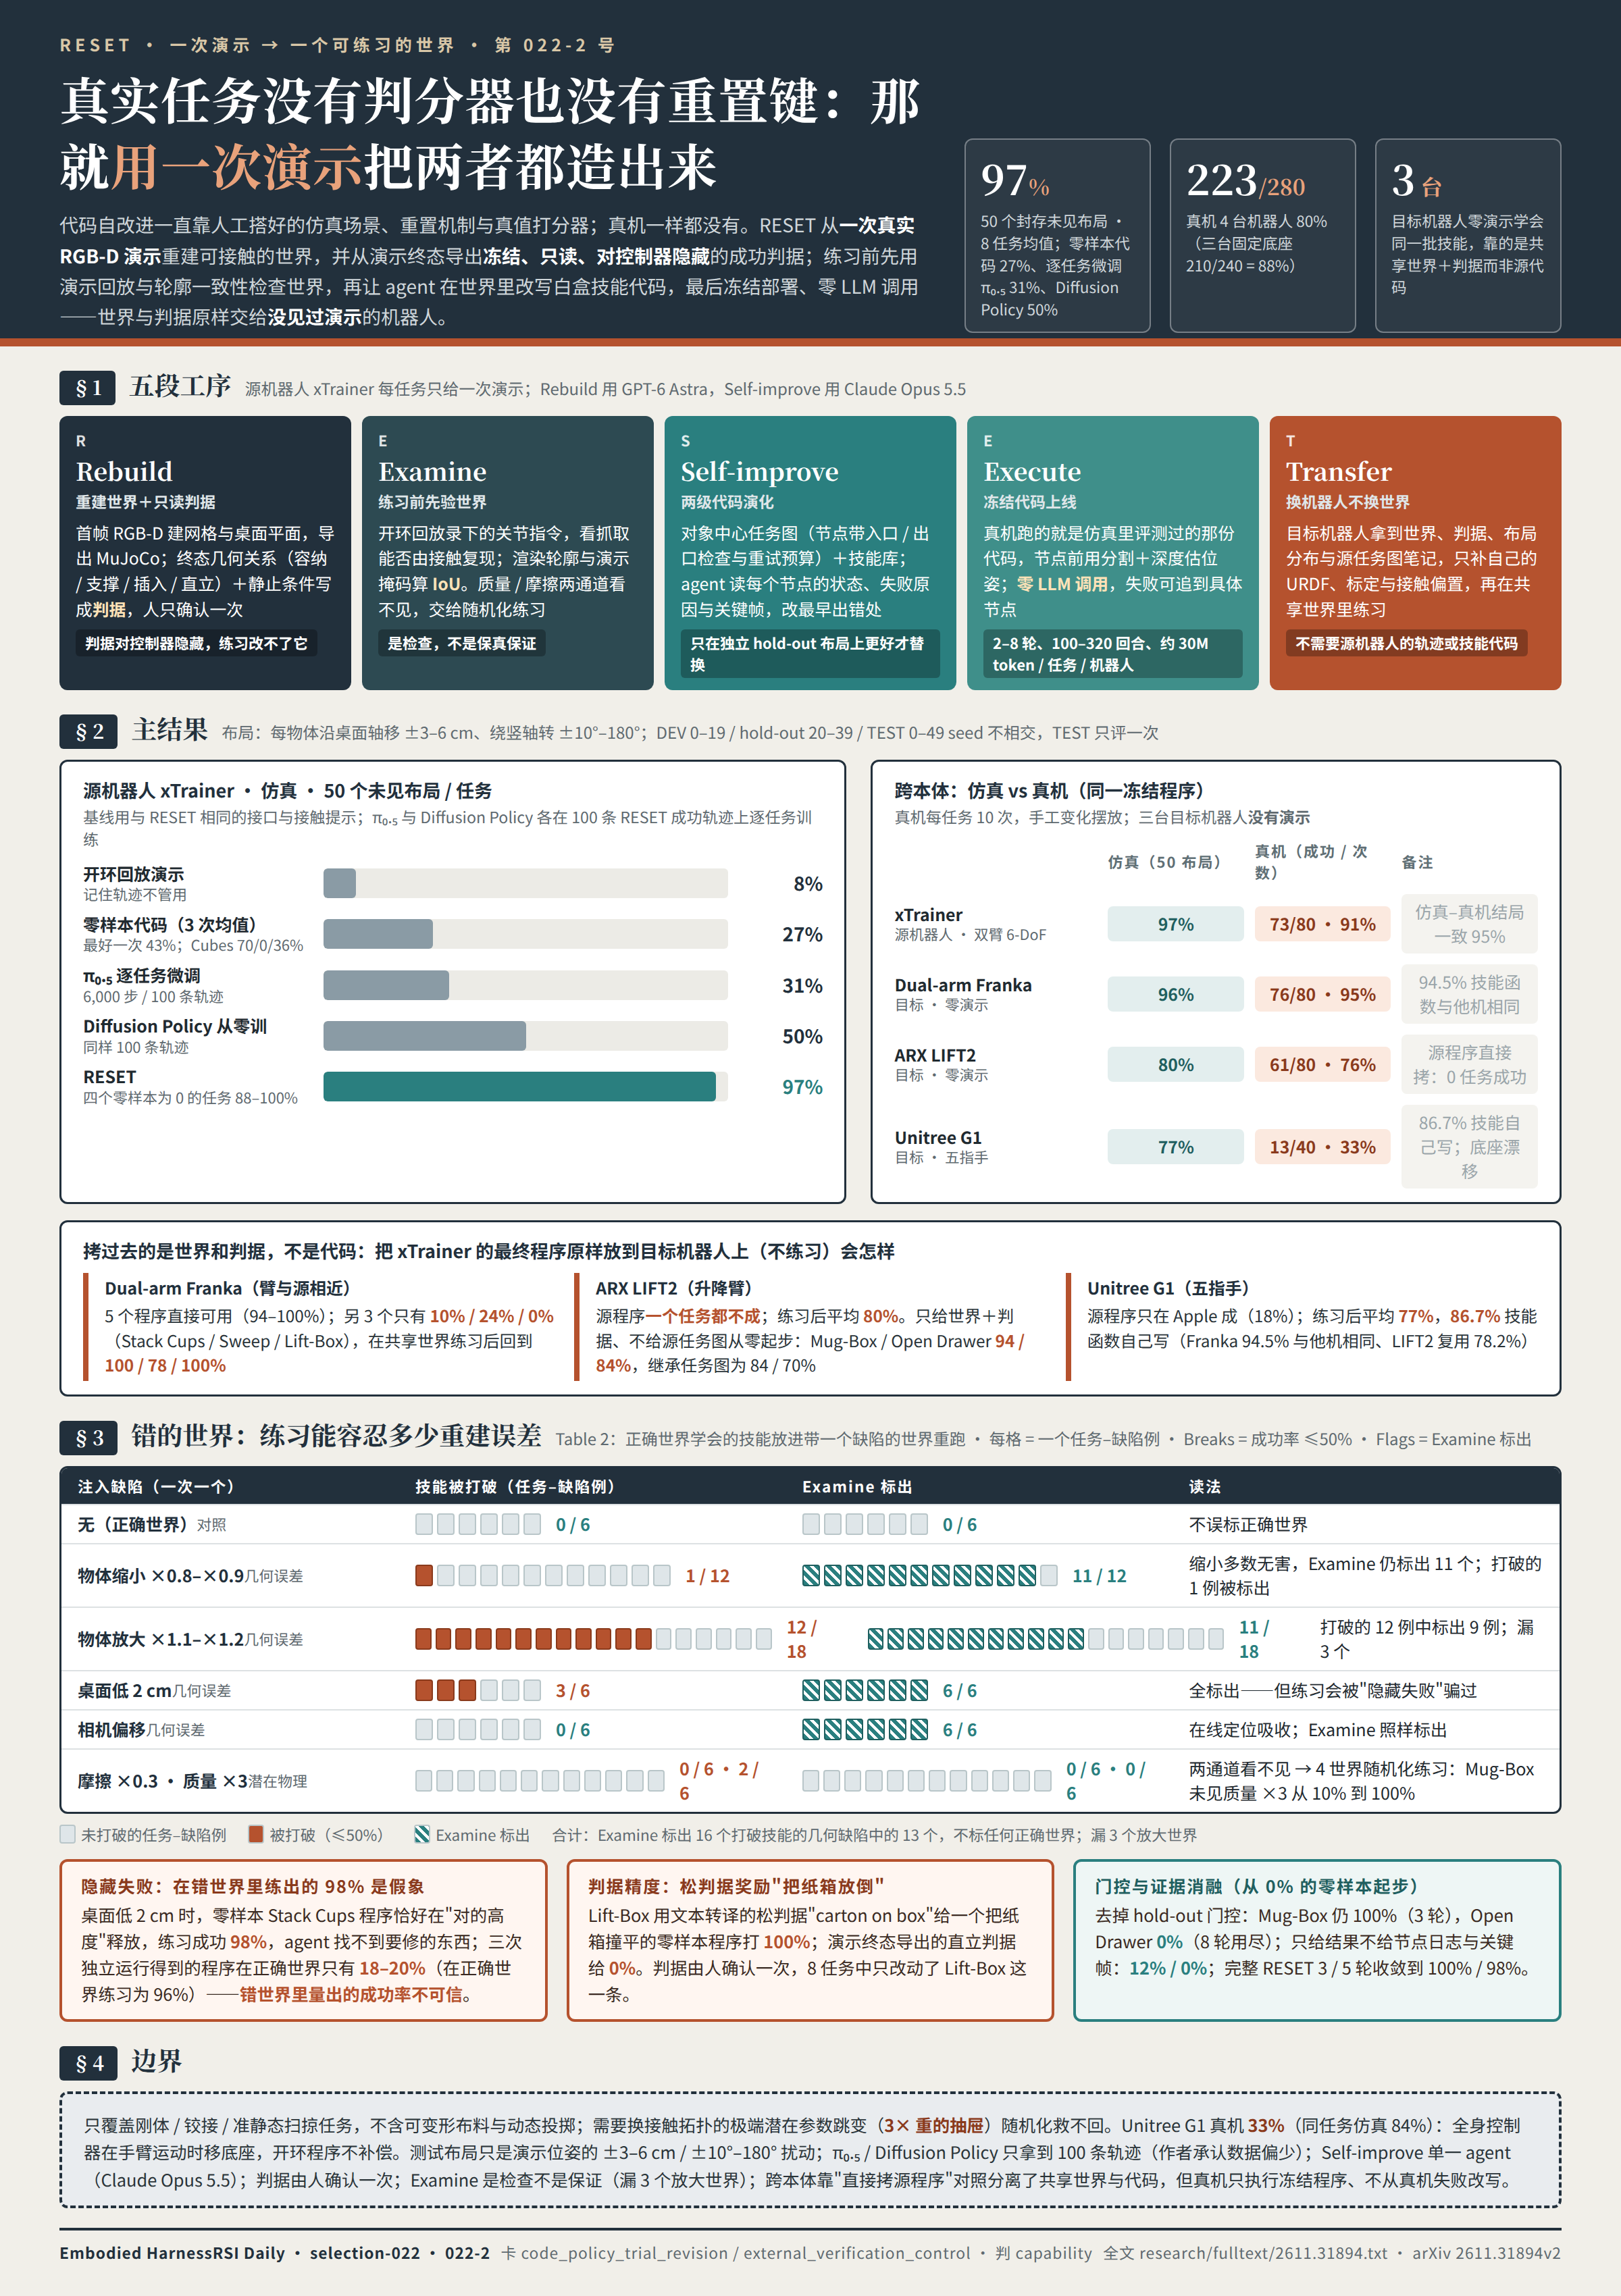 RESET · 一次演示 → 一个可练习的世界 · 第 022-2 号
真实任务没有判分器也没有重置键：那
就用一次演示把两者都造出来
代码自改进一直靠人工搭好的仿真场景、重置机制与真值打分器；真机一样都没有。RESET 从一次真实
RGB-D 演示重建可接触的世界，并从演示终态导出冻结、只读、对控制器隐藏的成功判据；练习前先用
演示回放与轮廓一致性检查世界，再让 agent 在世界里改写白盒技能代码，最后冻结部署、零 LLM 调用
——世界与判据原样交给没见过演示的机器人。
97%
50 个封存未见布局 ·
8 任务均值；零样本代
码 27%、逐任务微调
π₀.₅ 31%、Diffusion
Policy 50%
223/280
真机 4 台机器人 80%
（三台固定底座
210/240 = 88%）
3 台
目标机器人零演示学会
同一批技能，靠的是共
享世界＋判据而非源代
码
§ 1 五段工序 源机器人 xTrainer 每任务只给一次演示；Rebuild 用 GPT-6 Astra，Self-improve 用 Claude Opus 5.5
R
Rebuild
重建世界＋只读判据
首帧 RGB-D 建网格与桌面平面，导
出 MuJoCo；终态几何关系（容纳
/ 支撑 / 插入 / 直立）＋静止条件写
成判据，人只确认一次
判据对控制器隐藏，练习改不了它
E
Examine
练习前先验世界
开环回放录下的关节指令，看抓取
能否由接触复现；渲染轮廓与演示
掩码算 IoU。质量 / 摩擦两通道看
不见，交给随机化练习
是检查，不是保真保证
S
Self-improve
两级代码演化
对象中心任务图（节点带入口 / 出
口检查与重试预算）＋技能库；
agent 读每个节点的状态、失败原
因与关键帧，改最早出错处
只在独立 hold-out 布局上更好才替
换
E
Execute
冻结代码上线
真机跑的就是仿真里评测过的那份
代码，节点前用分割＋深度估位
姿；零 LLM 调用，失败可追到具体
节点
2–8 轮、100–320 回合、约 30M
token / 任务 / 机器人
T
Transfer
换机器人不换世界
目标机器人拿到世界、判据、布局
分布与源任务图笔记，只补自己的
URDF、标定与接触偏置，再在共
享世界里练习
不需要源机器人的轨迹或技能代码
§ 2 主结果 布局：每物体沿桌面轴移 ±3–6 cm、绕竖轴转 ±10°–180°；DEV 0–19 / hold-out 20–39 / TEST 0–49 seed 不相交，TEST 只评一次
源机器人 xTrainer · 仿真 · 50 个未见布局 / 任务
基线用与 RESET 相同的接口与接触提示；π₀.₅ 与 Diffusion Policy 各在 100 条 RESET 成功轨迹上逐任务训
练
开环回放演示
记住轨迹不管用
8%
零样本代码（3 次均值）
最好一次 43%；Cubes 70/0/36%
27%
π₀.₅ 逐任务微调
6,000 步 / 100 条轨迹
31%
Diffusion Policy 从零训
同样 100 条轨迹
50%
RESET
四个零样本为 0 的任务 88–100%
97%
跨本体：仿真 vs 真机（同一冻结程序）
真机每任务 10 次，手工变化摆放；三台目标机器人没有演示
仿真（50 布局）
真机（成功 / 次
数）
备注
xTrainer
源机器人 · 双臂 6-DoF
97%
73/80 · 91%
仿真–真机结局
一致 95%
Dual-arm Franka
目标 · 零演示
96%
76/80 · 95%
94.5% 技能函
数与他机相同
ARX LIFT2
目标 · 零演示
80%
61/80 · 76%
源程序直接
拷：0 任务成功
Unitree G1
目标 · 五指手
77%
13/40 · 33%
86.7% 技能自
己写；底座漂
移
拷过去的是世界和判据，不是代码：把 xTrainer 的最终程序原样放到目标机器人上（不练习）会怎样
Dual-arm Franka（臂与源相近）
5 个程序直接可用（94–100%）；另 3 个只有 10% / 24% / 0%
（Stack Cups / Sweep / Lift-Box），在共享世界练习后回到
100 / 78 / 100%
ARX LIFT2（升降臂）
源程序一个任务都不成；练习后平均 80%。只给世界＋判
据、不给源任务图从零起步：Mug-Box / Open Drawer 94 /
84%，继承任务图为 84 / 70%
Unitree G1（五指手）
源程序只在 Apple 成（18%）；练习后平均 77%，86.7% 技能
函数自己写（Franka 94.5% 与他机相同、LIFT2 复用 78.2%）
§ 3 错的世界：练习能容忍多少重建误差 Table 2：正确世界学会的技能放进带一个缺陷的世界重跑 · 每格 = 一个任务–缺陷例 · Breaks = 成功率 ≤50% · Flags = Examine 标出
注入缺陷（一次一个） 技能被打破（任务–缺陷例） Examine 标出 读法
无（正确世界）对照 0 / 6 0 / 6 不误标正确世界
物体缩小 ×0.8–×0.9几何误差 1 / 12 11 / 12 缩小多数无害，Examine 仍标出 11 个；打破的
1 例被标出
物体放大 ×1.1–×1.2几何误差 12 /
18
11 /
18
打破的 12 例中标出 9 例；漏
3 个
桌面低 2 cm几何误差 3 / 6 6 / 6 全标出——但练习会被"隐藏失败"骗过
相机偏移几何误差 0 / 6 6 / 6 在线定位吸收；Examine 照样标出
摩擦 ×0.3 · 质量 ×3潜在物理 0 / 6 · 2 /
6
0 / 6 · 0 /
6
两通道看不见 → 4 世界随机化练习：Mug-Box
未见质量 ×3 从 10% 到 100%
未打破的任务–缺陷例 被打破（≤50%） Examine 标出 合计：Examine 标出 16 个打破技能的几何缺陷中的 13 个，不标任何正确世界；漏 3 个放大世界
隐藏失败：在错世界里练出的 98% 是假象
桌面低 2 cm 时，零样本 Stack Cups 程序恰好在"对的高
度"释放，练习成功 98%，agent 找不到要修的东西；三次
独立运行得到的程序在正确世界只有 18–20%（在正确世
界练习为 96%）——错世界里量出的成功率不可信。
判据精度：松判据奖励"把纸箱放倒"
Lift-Box 用文本转译的松判据"carton on box"给一个把纸
箱撞平的零样本程序打 100%；演示终态导出的直立判据
给 0%。判据由人确认一次，8 任务中只改动了 Lift-Box 这
一条。
门控与证据消融（从 0% 的零样本起步）
去掉 hold-out 门控：Mug-Box 仍 100%（3 轮），Open
Drawer 0%（8 轮用尽）；只给结果不给节点日志与关键
帧：12% / 0%；完整 RESET 3 / 5 轮收敛到 100% / 98%。
§ 4 边界
只覆盖刚体 / 铰接 / 准静态扫掠任务，不含可变形布料与动态投掷；需要换接触拓扑的极端潜在参数跳变（3× 重的抽屉）随机化救不回。Unitree G1 真机 33%（同任务仿真 84%）：全身控制
器在手臂运动时移底座，开环程序不补偿。测试布局只是演示位姿的 ±3–6 cm / ±10°–180° 扰动；π₀.₅ / Diffusion Policy 只拿到 100 条轨迹（作者承认数据偏少）；Self-improve 单一 agent
（Claude Opus 5.5）；判据由人确认一次；Examine 是检查不是保证（漏 3 个放大世界）；跨本体靠"直接拷源程序"对照分离了共享世界与代码，但真机只执行冻结程序、不从真机失败改写。
Embodied HarnessRSI Daily · selection-022 · 022-2 卡 code_policy_trial_revision / external_verification_control · 判 capability 全文 research/fulltext/2611.31894.txt · arXiv 2611.31894v2